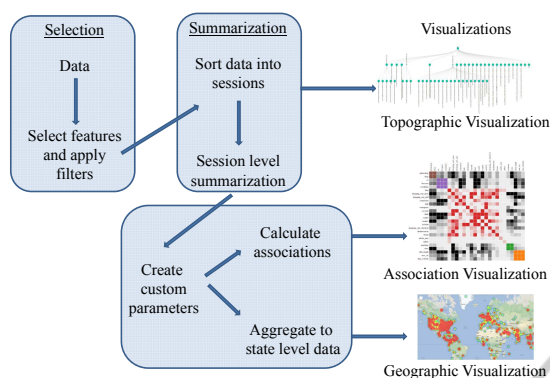 Selection
Data
Select features
and apply
filters
Summarization
Sort data into
sessions
Session level
summarization
Create
custom
parameters
Calculate
associations
Aggregate to
state level data
Visualizations
Topographic Visualization
Association Visualization
Geographic Visualization